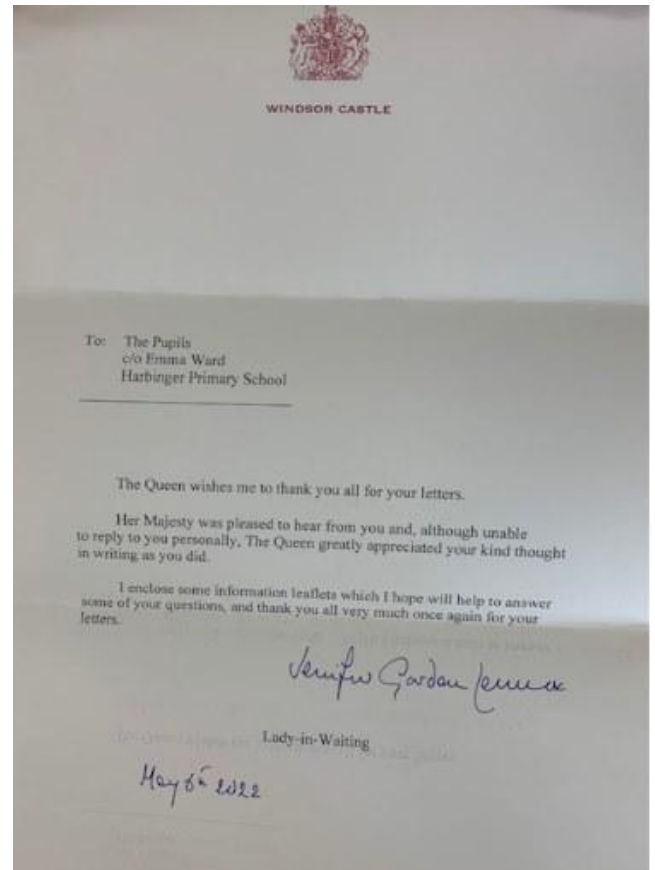 WINDSOR CASTLE
To: The Pupils
c/o Emma Ward
Harbinger Primary School
The Queen wishes me to thank you all for your letters.
Her Majesty was pleased to hear from you and, although unable
to reply to you personally, The Queen greatly appreciated your kind thought
in writing as you did.
I enclose some information leaflets which I hope will help to answer
some of your questions, and thank you all very much once again for your
letters.
Gordon Lennox
Lady-in-Waiting
May 2022